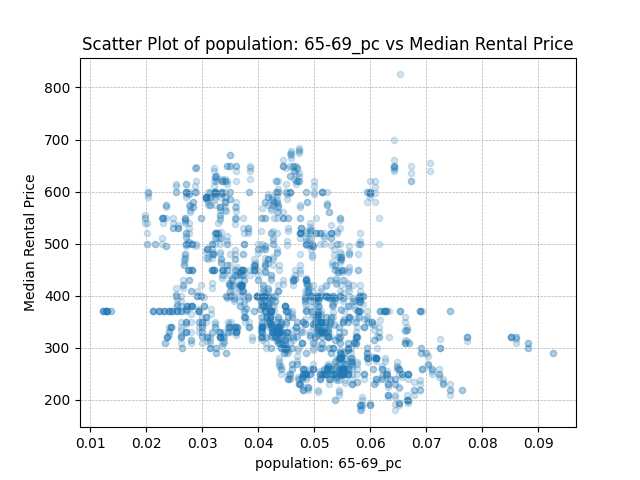 Scatter Plot of population: 65-69_pc vs Median Rental Price
Median Rental Price
800
700
600
500
400
300
200
0.01 0.02 0.03 0.04 0.05 0.06 0.07 0.08 0.09
population: 65-69_pc